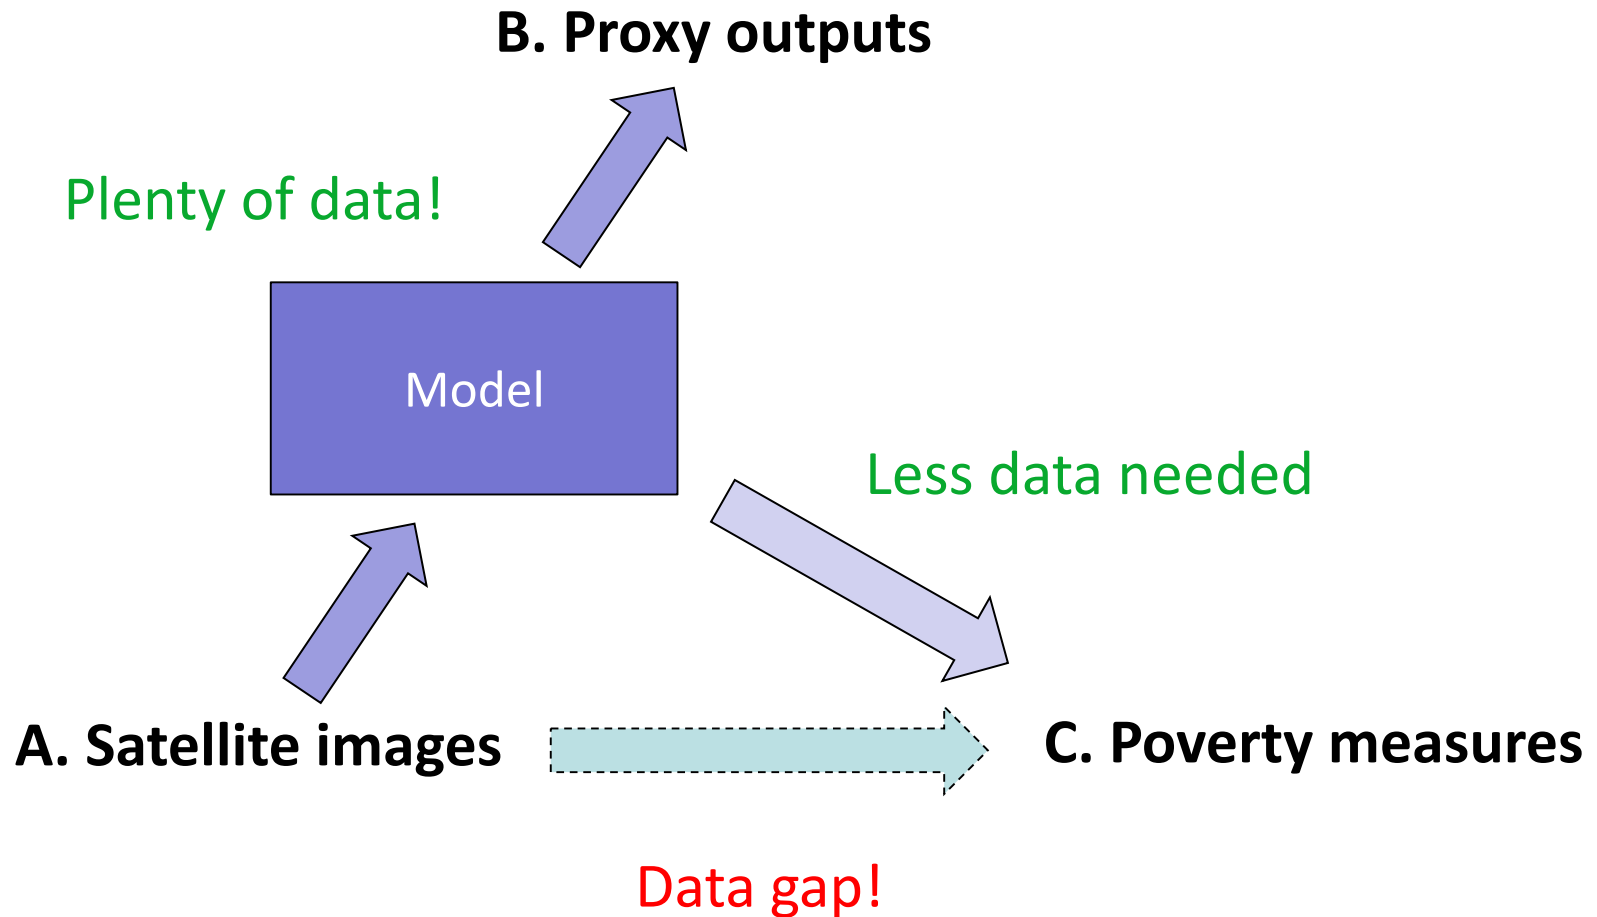 B. Proxy outputs
Plenty of data!
Model
Less data needed
A. Satellite images
C. Poverty measures
Data gap!